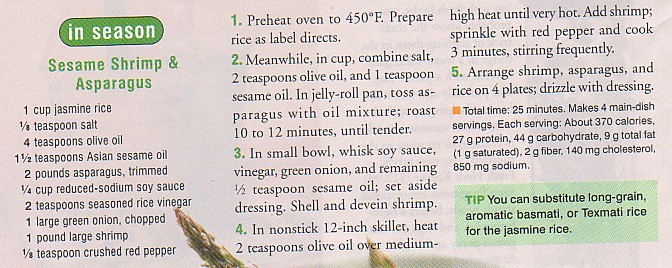 in season
Sesame Shrimp &
Asparagus
1 cup jasmine rice
⅛ teaspoon salt
4 teaspoons olive oil
1½ teaspoons Asian sesame oil
2 pounds asparagus, trimmed
¼ cup reduced-sodium soy sauce
2 teaspoons seasoned rice vinegar
1 large green onion, chopped
1 pound large shrimp
⅛ teaspoon crushed red pepper
1. Preheat oven to 450°F. Prepare
rice as label directs.
2. Meanwhile, in cup, combine salt,
2 teaspoons olive oil, and 1 teaspoon
sesame oil. In jelly-roll pan, toss as-
paragus with oil mixture; roast
10 to 12 minutes, until tender.
3. In small bowl, whisk soy sauce,
vinegar, green onion, and remaining
½ teaspoon sesame oil; set aside
dressing. Shell and devein shrimp.
4. In nonstick 12-inch skillet, heat
2 teaspoons olive oil over medium-
high heat until very hot. Add shrimp;
sprinkle with red pepper and cook
3 minutes, stirring frequently.
5. Arrange shrimp, asparagus, and
rice on 4 plates; drizzle with dressing.
Total time: 25 minutes. Makes 4 main-dish
servings. Each serving: About 370 calories,
27 g protein, 44 g carbohydrate, 9 g total fat
(1 g saturated), 2 g fiber, 140 mg cholesterol,
850 mg sodium.
TIP You can substitute long-grain,
aromatic basmati, or Texmati rice
for the jasmine rice.